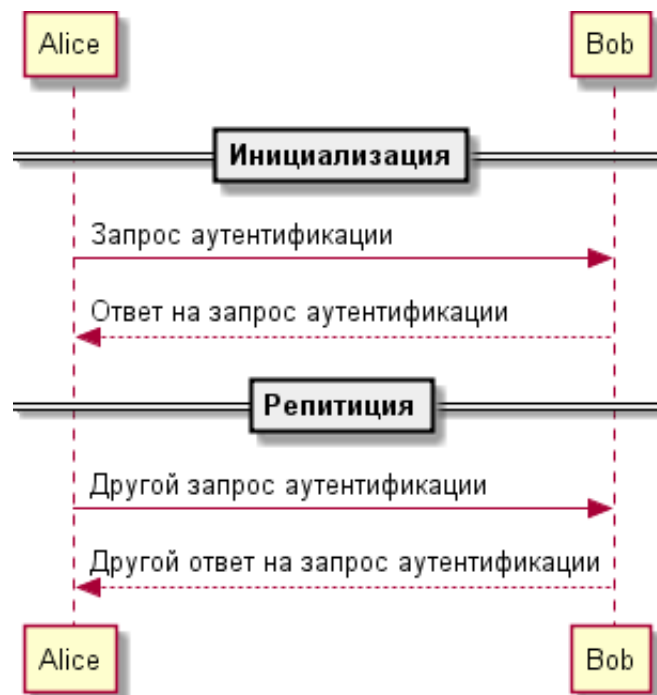 Alice Bob
Инициализация
Запрос аутентификации
Ответ на запрос аутентификации
Репитиция
Другой запрос аутентификации
Другой ответ на запрос аутентификации
Alice Bob